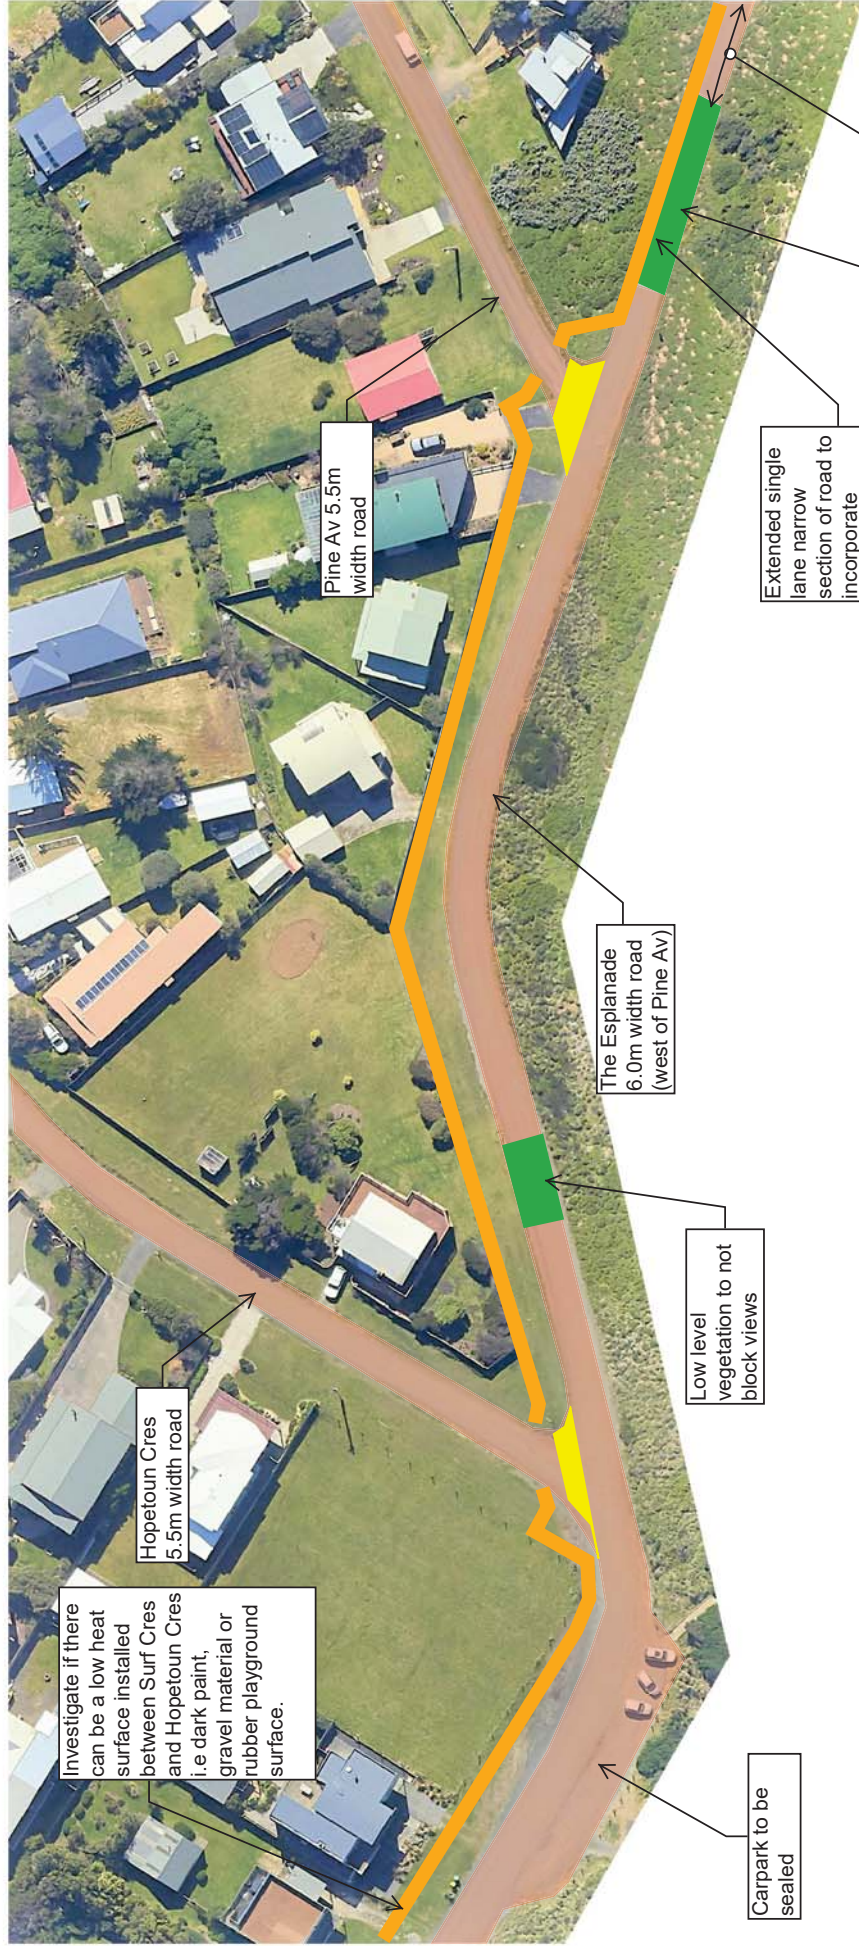 Investigate if there
can be a low heat
surface installed
between Surf Cres
and Hopetoun Cres
i.e dark paint,
gravel material or
rubber playground
surface.
Hopetoun Cres
5.5m width road
Pine Av 5.5m
width road
Carpark to be
sealed
Low level
vegetation to not
block views
The Esplanade
6.0m width road
(west of Pine Av)
Extended single
lane narrow
section of road to
incorporate